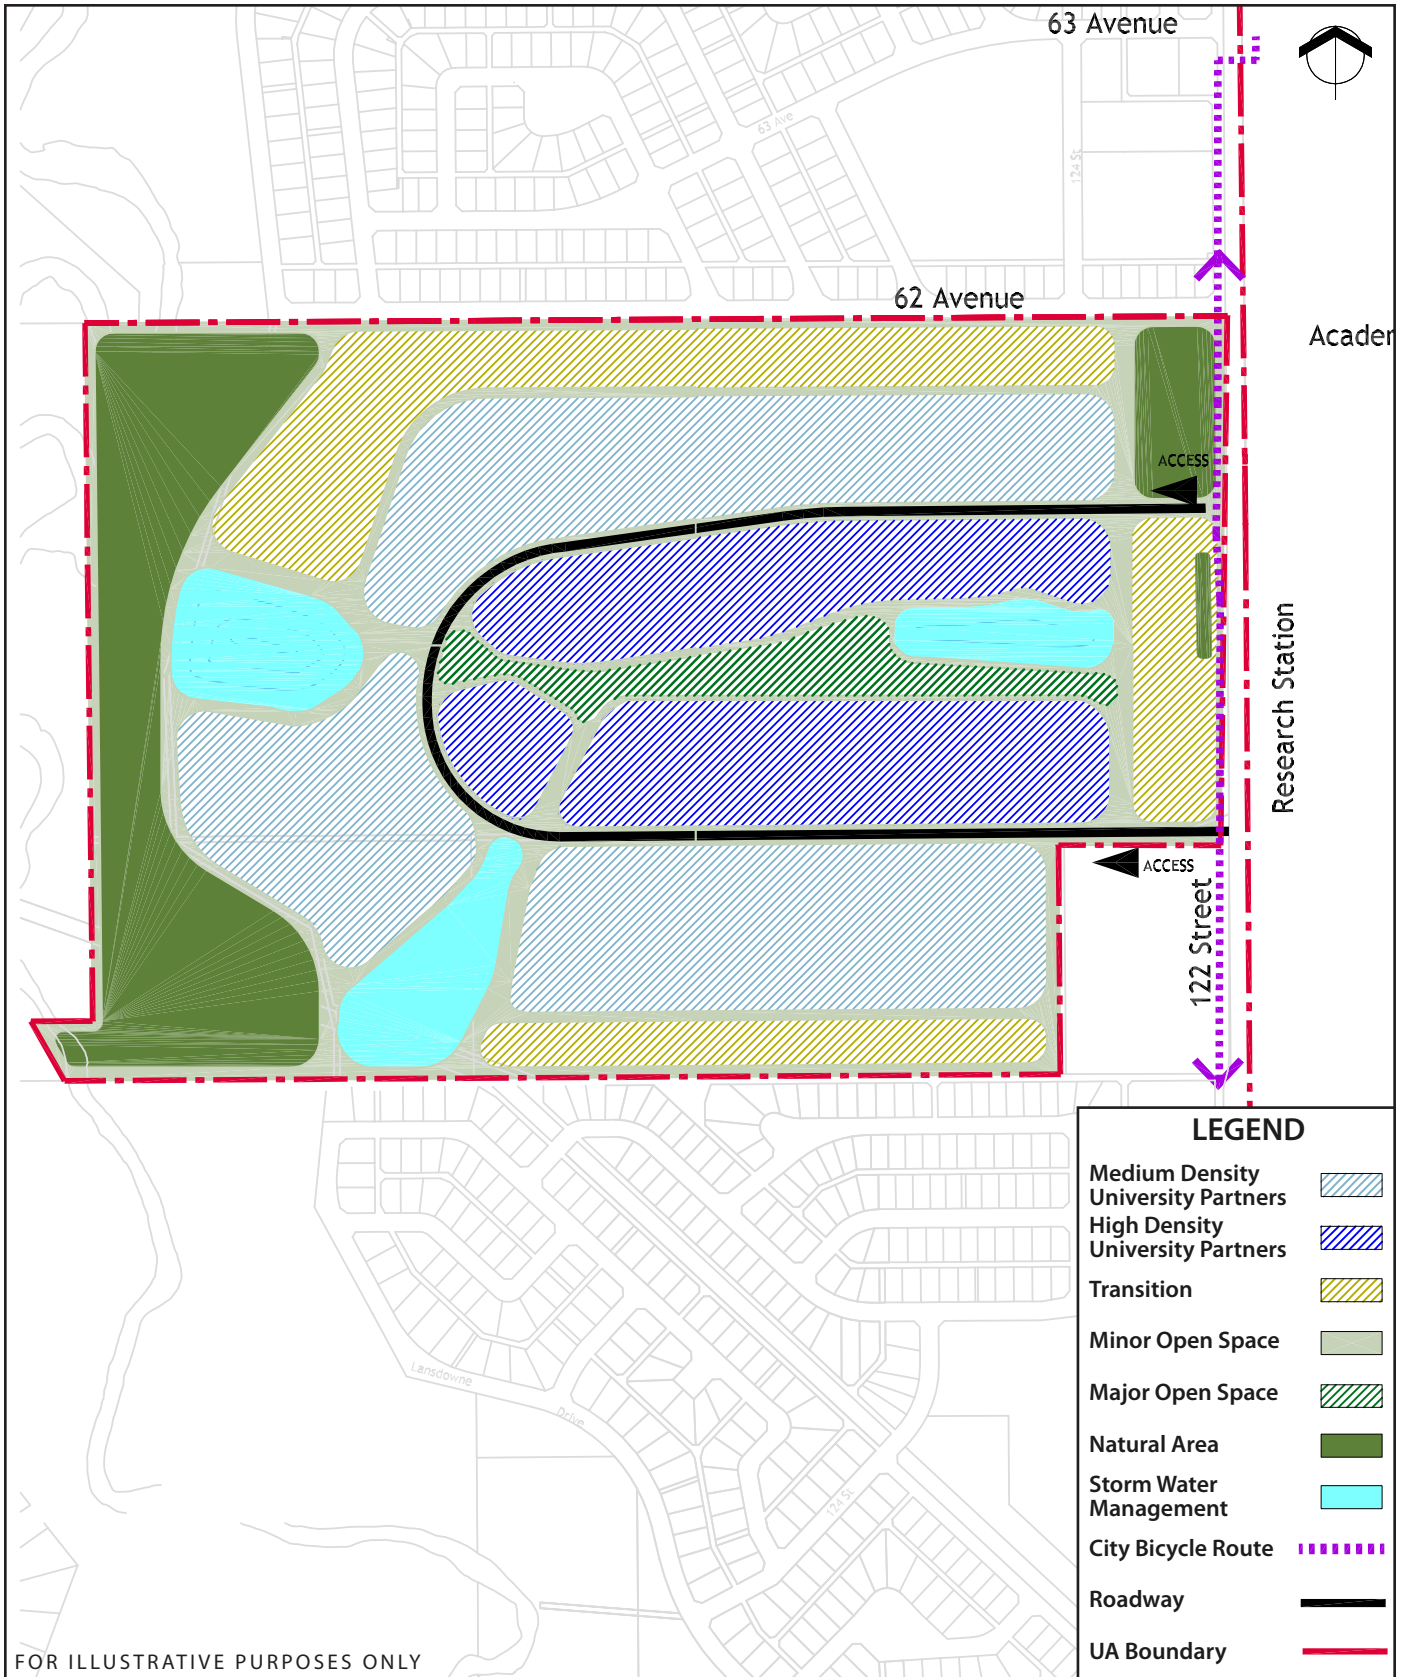 63 Avenue
63 Ave
124 St
62 Avenue
Acader
ACCESS
Research Station
ACCESS
122 Street
LEGEND
Medium Density
University Partners
High Density
University Partners
Transition
Minor Open Space
Major Open Space
Natural Area
Storm Water
Management
City Bicycle Route
Roadway
UA Boundary
Lansdowne
Drive
124 St
FOR ILLUSTRATIVE PURPOSES ONLY